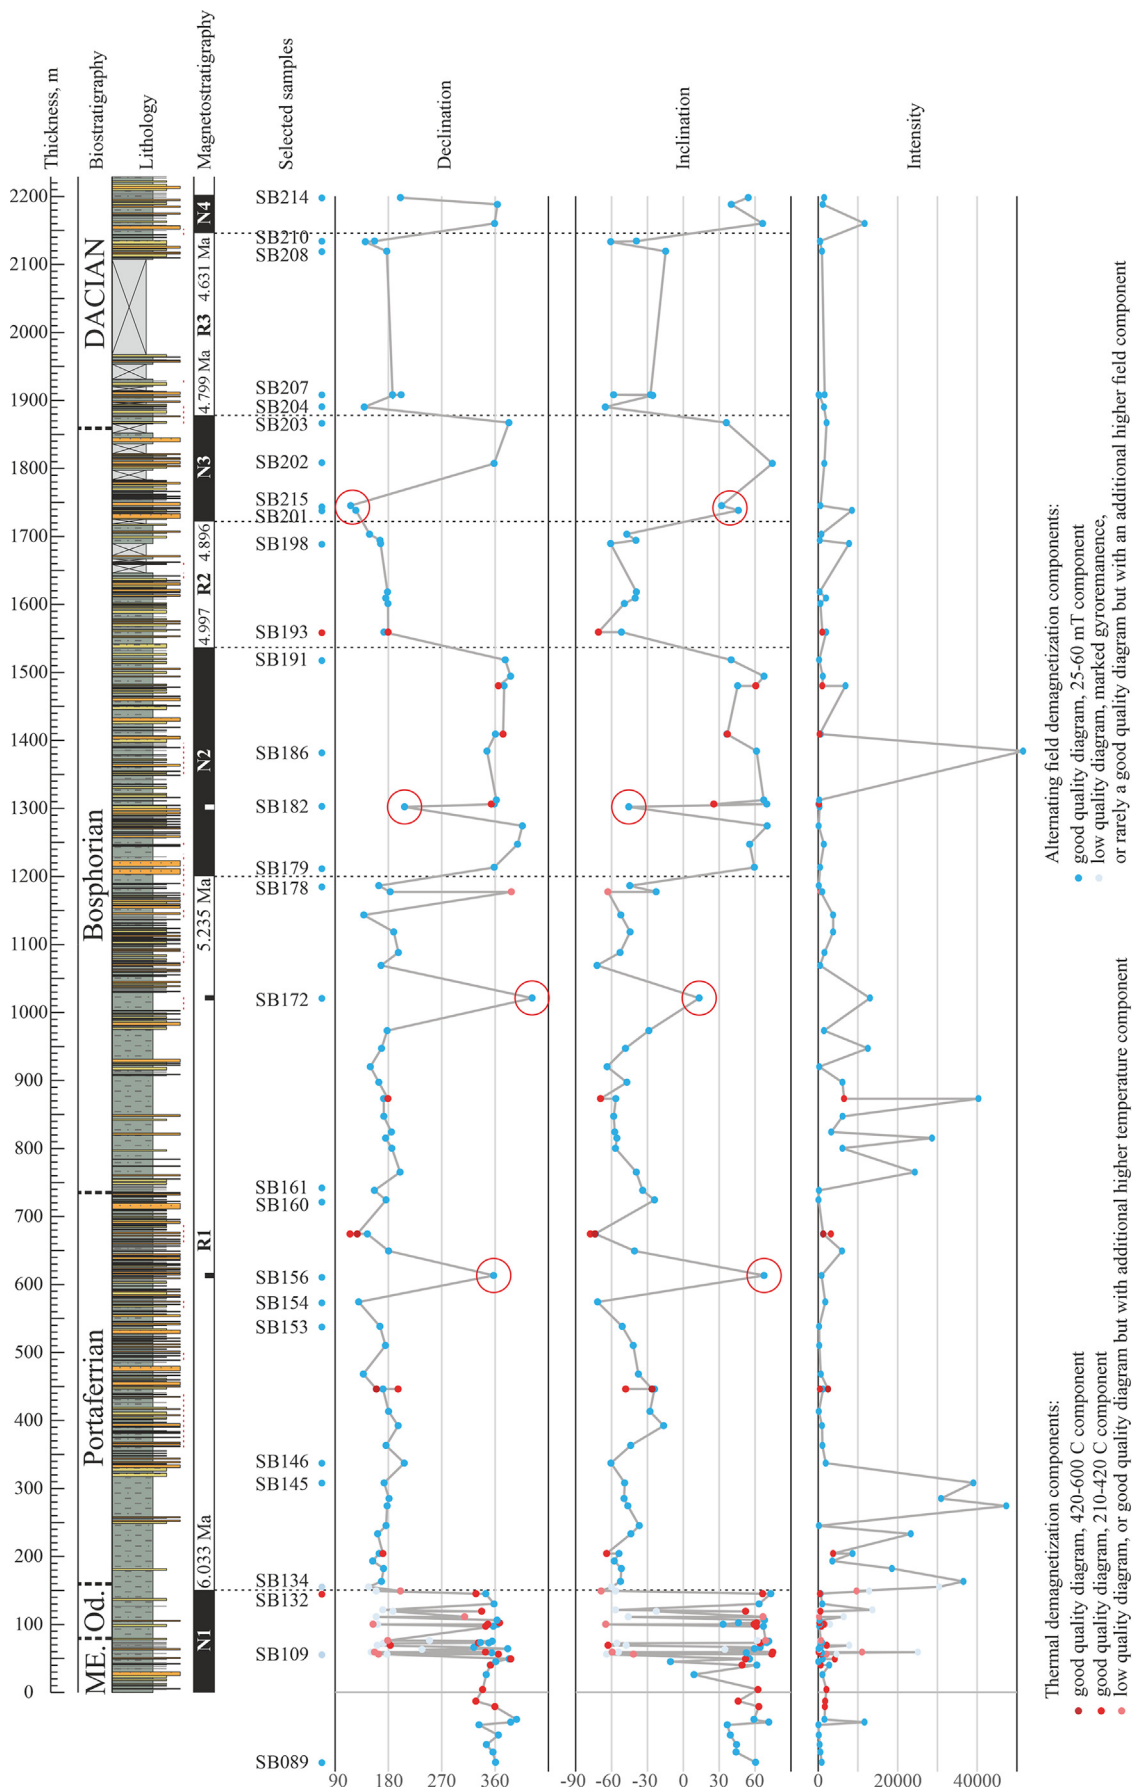 Thickness, m
Biostratigraphy
Lithology
Magnetostratigraphy
Selected samples
Declination
Inclination
Intensity
2200
2100
2000
1900
1800
1700
1600
1500
1400
1300
1200
1100
1000
900
800
700
600
500
400
300
200
100
0
DACIAN
Bosphorian
Portaferrian
Od.
ME.
N4
4.631 Ma
R3
4.799 Ma
N3
4.896
R2
4.997
N2
5.235 Ma
R1
6.033 Ma
N1
SB214
SB210
SB208
SB207
SB204
SB203
SB202
SB215
SB201
SB198
SB193
SB191
SB186
SB182
SB179
SB178
SB172
SB161
SB160
SB156
SB154
SB153
SB146
SB145
SB134
SB132
SB109
SB089
90 180 270 360
-90 -60 -30 0 30 60
0 20000 40000
Thermal demagnetization components:
good quality diagram, 420-600 C component
good quality diagram, 210-420 C component
low quality diagram, or good quality diagram but with additional higher temperature component
Alternating field demagnetization components:
good quality diagram, 25-60 mT component
low quality diagram, marked gyroremanence,
or rarely a good quality diagram but with an additional higher field component